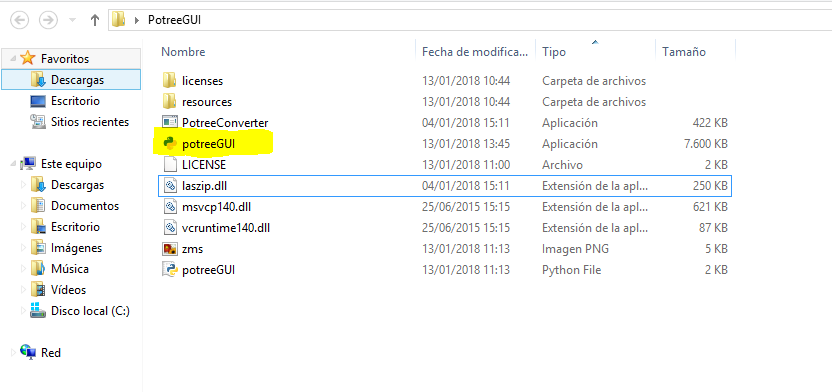 PotreeGUI
Nombre Fecha de modifica... Tipo Tamaño
Favoritos
Descargas
Escritorio
Sitios recientes
Este equipo
Descargas
Documentos
Escritorio
Imágenes
Música
Vídeos
Disco local (C:)
Red
licenses 13/01/2018 10:44 Carpeta de archivos
resources 13/01/2018 10:44 Carpeta de archivos
PotreeConverter 04/01/2018 15:11 Aplicación 422 KB
potreeGUI 13/01/2018 13:45 Aplicación 7.600 KB
LICENSE 13/01/2018 11:00 Archivo 2 KB
laszip.dll 04/01/2018 15:11 Extensión de la apl... 250 KB
msvcp140.dll 25/06/2015 15:15 Extensión de la apl... 621 KB
vcruntime140.dll 25/06/2015 15:15 Extensión de la apl... 87 KB
zms 13/01/2018 11:13 Imagen PNG 5 KB
potreeGUI 13/01/2018 11:13 Python File 2 KB